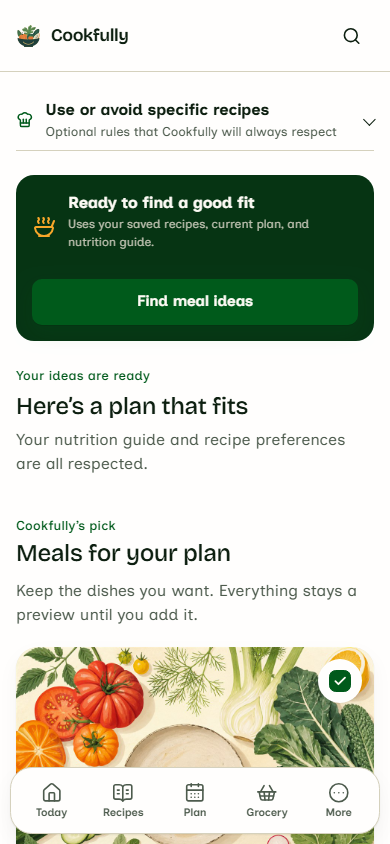 Cookfully
Use or avoid specific recipes
Optional rules that Cookfully will always respect
Ready to find a good fit
Uses your saved recipes, current plan, and
nutrition guide.
Find meal ideas
Your ideas are ready
Here’s a plan that fits
Your nutrition guide and recipe preferences
are all respected.
Cookfully’s pick
Meals for your plan
Keep the dishes you want. Everything stays a
preview until you add it.
Today
Recipes
Plan
Grocery
More